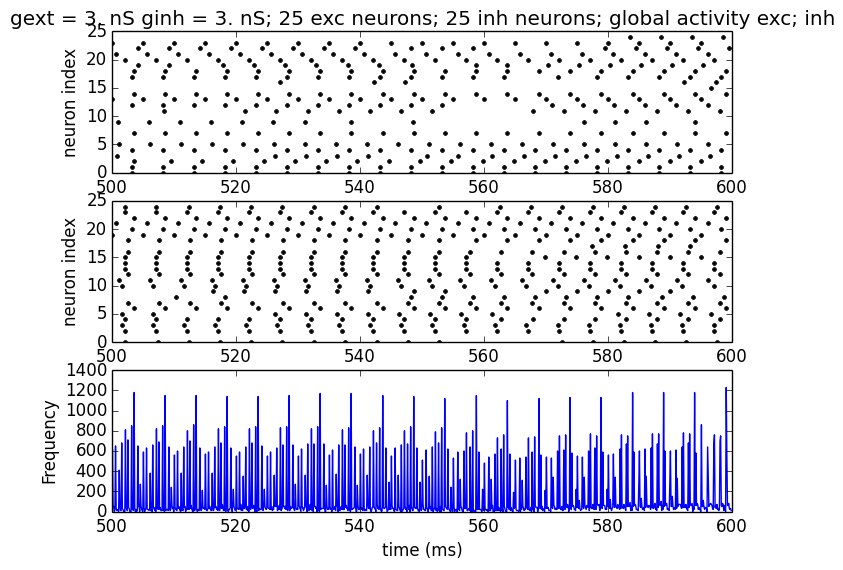 gext = 3. nS ginh = 3. nS; 25 exc neurons; 25 inh neurons; global activity exc; inh
25
20
15
10
5
0
neuron index
500 520 540 560 580 600
25
20
15
10
5
0
neuron index
500 520 540 560 580 600
1400
1200
1000
800
600
400
200
0
Frequency
500 520 540 560 580 600
time (ms)